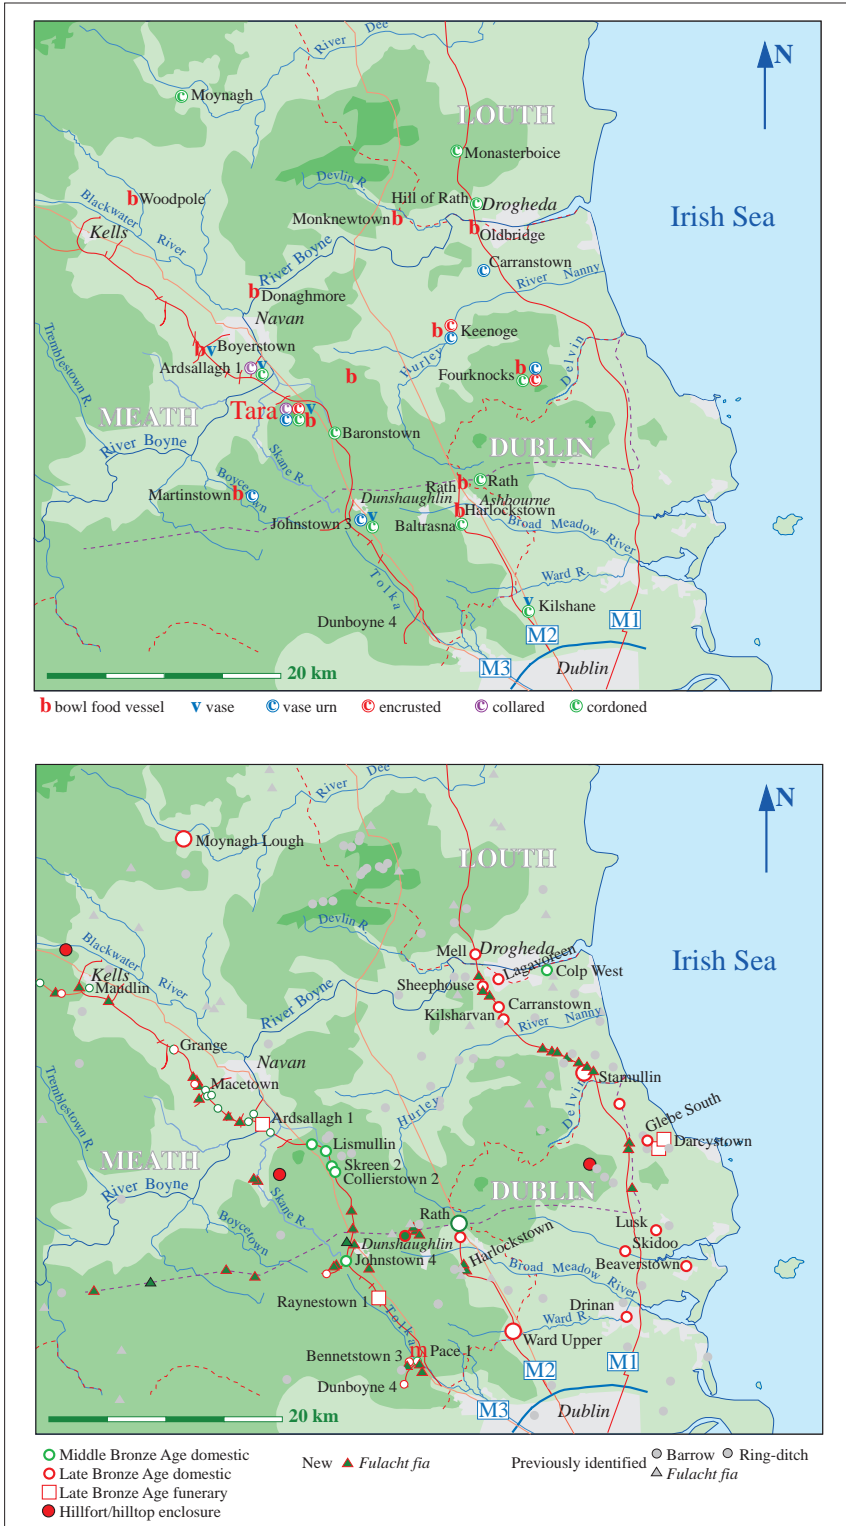 River Dee
N
Moynagh
LOUTH
Monasterboice
Devlin R.
Woodpole
b
Hill of Rath
Drogheda
Blackwater River
Monknewtown b
b
Oldbridge
Irish Sea
Kells
Carranstown
River Boyne
River Nanny
b
Donaghmore
Navan
c
b c Keenoge
Tremblestown R.
b v Boyerstown
Hurley
Delvin
Ardsallagh 1 c v c
b
b c
Fourknocks c c
Tara c c v
c c b
MEATH
Baronstown
DUBLIN
River Boyne
Skane R.
Boycetown
Rath b
Rath
Martinstown b c
Dunshaughlin
Ashbourne
b Harlockstown
Johnstown 3 c v c
Baltrasna c
Broad Meadow River
Tolka
Ward R.
v
c Kilshane
Dunboyne 4
M1
M2
M3
Dublin
20 km
b bowl food vessel
v vase
c vase urn
c encrusted
c collared
c cordoned
River Dee
N
Moynagh Lough
LOUTH
Devlin R.
Mell
Drogheda
Blackwater River
Lagavoreen
Irish Sea
Kells
Colp West
Maudlin
Sheephouse
Carranstown
River Boyne
Kilsharvan
River Nanny
Grange
Navan
Tremblestown R.
Macetown
Stamullin
Hurley
Delvin
Ardsallagh 1
Glebe South
Lismullin
Darcystown
MEATH
Skreen 2
Collierstown 2
River Boyne
DUBLIN
Skane R.
Boycetown
Rath
Lusk
Dunshaughlin
Harlockstown
Skidoo
Johnstown 4
Beaverstown
Broad Meadow River
Raynestown 1
Tolka
Drinan
Ward R.
Ward Upper
m
Bennetstown 3
Pace 1
M1
M2
Dunboyne 4
M3
Dublin
20 km
Middle Bronze Age domestic
Late Bronze Age domestic
Late Bronze Age funerary
Hillfort/hilltop enclosure
New Fulacht fia
Previously identified Barrow Ring-ditch
Fulacht fia